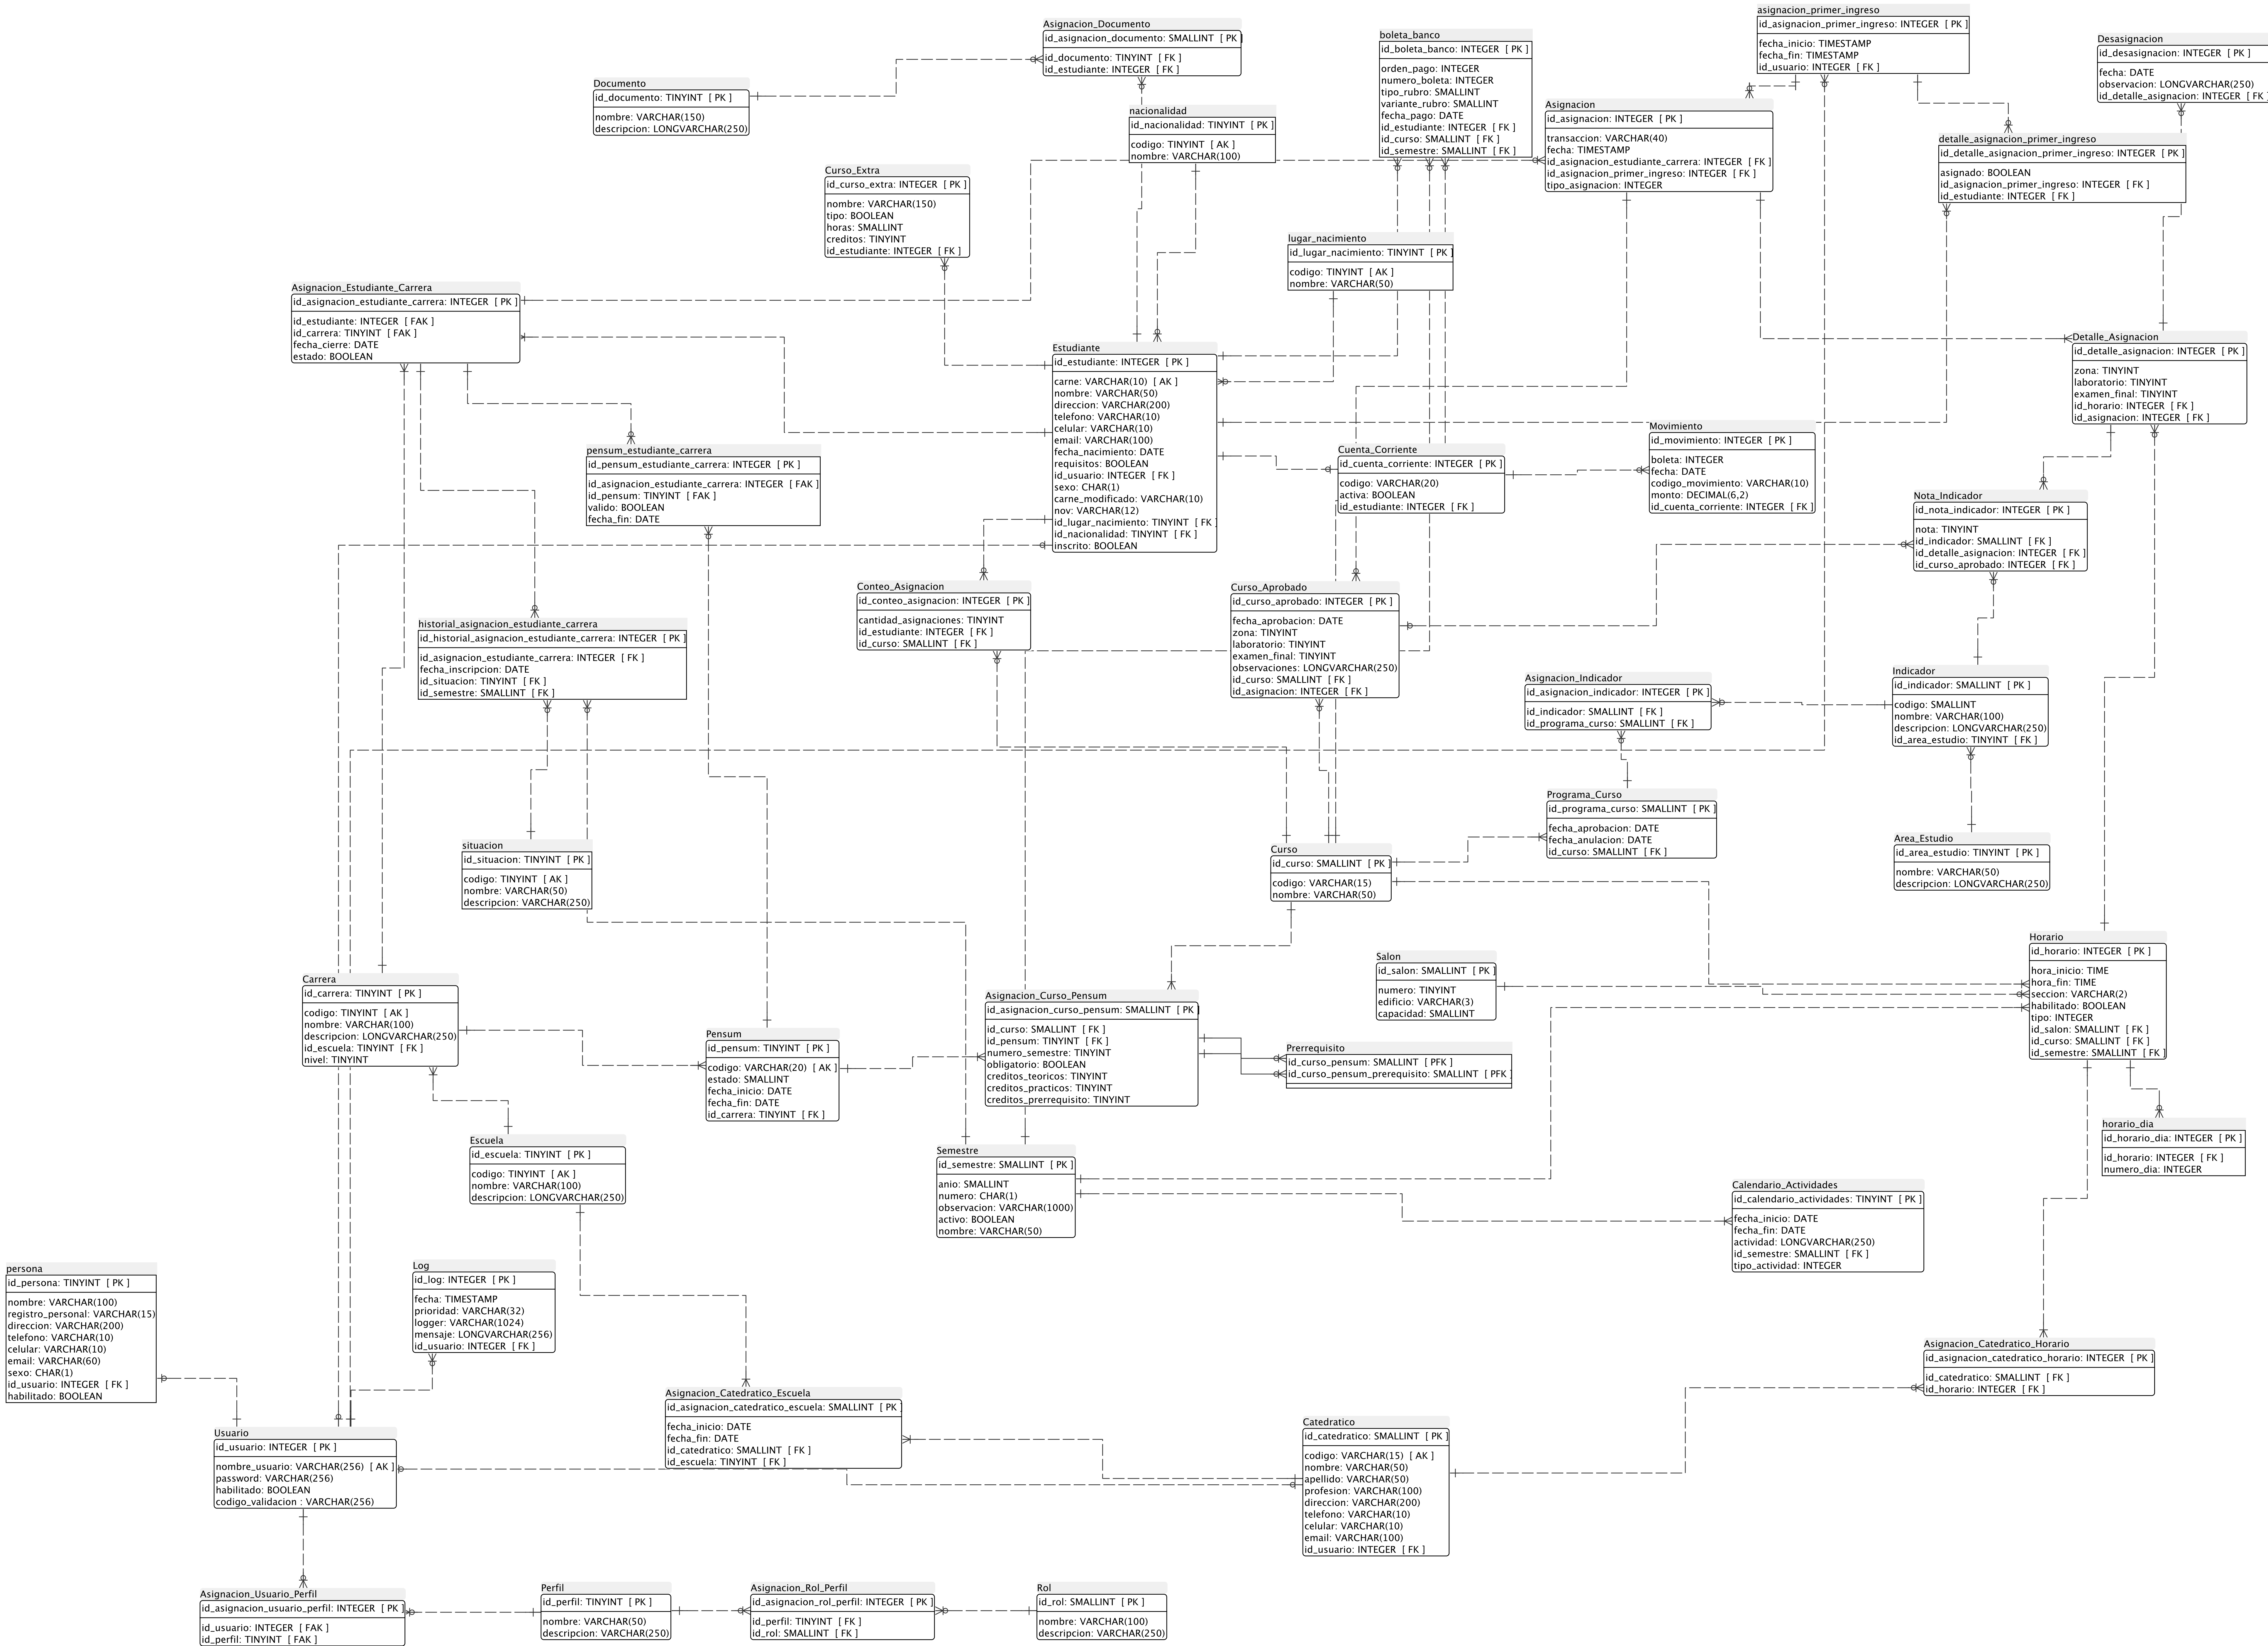 Asignacion_Documento
id_asignacion_documento: SMALLINT [ PK ]
id_documento: TINYINT [ FK ]
id_estudiante: INTEGER [ FK ]
boleta_banco
id_boleta_banco: INTEGER [ PK ]
orden_pago: INTEGER
numero_boleta: INTEGER
tipo_rubro: SMALLINT
variante_rubro: SMALLINT
fecha_pago: DATE
id_estudiante: INTEGER [ FK ]
id_curso: SMALLINT [ FK ]
id_semestre: SMALLINT [ FK ]
asignacion_primer_ingreso
id_asignacion_primer_ingreso: INTEGER [ PK ]
fecha_inicio: TIMESTAMP
fecha_fin: TIMESTAMP
id_usuario: INTEGER [ FK ]
Desasignacion
id_desasignacion: INTEGER [ PK ]
fecha: DATE
observacion: LONGVARCHAR(250)
id_detalle_asignacion: INTEGER [ FK ]
Documento
id_documento: TINYINT [ PK ]
nombre: VARCHAR(150)
descripcion: LONGVARCHAR(250)
nacionalidad
id_nacionalidad: TINYINT [ PK ]
codigo: TINYINT [ AK ]
nombre: VARCHAR(100)
Asignacion
id_asignacion: INTEGER [ PK ]
transaccion: VARCHAR(40)
fecha: TIMESTAMP
id_asignacion_estudiante_carrera: INTEGER [ FK ]
id_asignacion_primer_ingreso: INTEGER [ FK ]
tipo_asignacion: INTEGER
detalle_asignacion_primer_ingreso
id_detalle_asignacion_primer_ingreso: INTEGER [ PK ]
asignado: BOOLEAN
id_asignacion_primer_ingreso: INTEGER [ FK ]
id_estudiante: INTEGER [ FK ]
Curso_Extra
id_curso_extra: INTEGER [ PK ]
nombre: VARCHAR(150)
tipo: BOOLEAN
horas: SMALLINT
creditos: TINYINT
id_estudiante: INTEGER [ FK ]
lugar_nacimiento
id_lugar_nacimiento: TINYINT [ PK ]
codigo: TINYINT [ AK ]
nombre: VARCHAR(50)
Asignacion_Estudiante_Carrera
id_asignacion_estudiante_carrera: INTEGER [ PK ]
id_estudiante: INTEGER [ FAK ]
id_carrera: TINYINT [ FAK ]
fecha_cierre: DATE
estado: BOOLEAN
Estudiante
id_estudiante: INTEGER [ PK ]
carne: VARCHAR(10) [ AK ]
nombre: VARCHAR(50)
direccion: VARCHAR(200)
telefono: VARCHAR(10)
celular: VARCHAR(10)
email: VARCHAR(100)
fecha_nacimiento: DATE
requisitos: BOOLEAN
id_usuario: INTEGER [ FK ]
sexo: CHAR(1)
carne_modificado: VARCHAR(10)
nov: VARCHAR(12)
id_lugar_nacimiento: TINYINT [ FK ]
id_nacionalidad: TINYINT [ FK ]
inscrito: BOOLEAN
Detalle_Asignacion
id_detalle_asignacion: INTEGER [ PK ]
zona: TINYINT
laboratorio: TINYINT
examen_final: TINYINT
id_horario: INTEGER [ FK ]
id_asignacion: INTEGER [ FK ]
pensum_estudiante_carrera
id_pensum_estudiante_carrera: INTEGER [ PK ]
id_asignacion_estudiante_carrera: INTEGER [ FAK ]
id_pensum: TINYINT [ FAK ]
valido: BOOLEAN
fecha_fin: DATE
Cuenta_Corriente
id_cuenta_corriente: INTEGER [ PK ]
codigo: VARCHAR(20)
activa: BOOLEAN
id_estudiante: INTEGER [ FK ]
Movimiento
id_movimiento: INTEGER [ PK ]
boleta: INTEGER
fecha: DATE
codigo_movimiento: VARCHAR(10)
monto: DECIMAL(6,2)
id_cuenta_corriente: INTEGER [ FK ]
Nota_Indicador
id_nota_indicador: INTEGER [ PK ]
nota: TINYINT
id_indicador: SMALLINT [ FK ]
id_detalle_asignacion: INTEGER [ FK ]
id_curso_aprobado: INTEGER [ FK ]
Conteo_Asignacion
id_conteo_asignacion: INTEGER [ PK ]
cantidad_asignaciones: TINYINT
id_estudiante: INTEGER [ FK ]
id_curso: SMALLINT [ FK ]
Curso_Aprobado
id_curso_aprobado: INTEGER [ PK ]
fecha_aprobacion: DATE
zona: TINYINT
laboratorio: TINYINT
examen_final: TINYINT
observaciones: LONGVARCHAR(250)
id_curso: SMALLINT [ FK ]
id_asignacion: INTEGER [ FK ]
historial_asignacion_estudiante_carrera
id_historial_asignacion_estudiante_carrera: INTEGER [ PK ]
id_asignacion_estudiante_carrera: INTEGER [ FK ]
fecha_inscripcion: DATE
id_situacion: TINYINT [ FK ]
id_semestre: SMALLINT [ FK ]
Asignacion_Indicador
id_asignacion_indicador: INTEGER [ PK ]
id_indicador: SMALLINT [ FK ]
id_programa_curso: SMALLINT [ FK ]
Indicador
id_indicador: SMALLINT [ PK ]
codigo: SMALLINT
nombre: VARCHAR(100)
descripcion: LONGVARCHAR(250)
id_area_estudio: TINYINT [ FK ]
Programa_Curso
id_programa_curso: SMALLINT [ PK ]
fecha_aprobacion: DATE
fecha_anulacion: DATE
id_curso: SMALLINT [ FK ]
situacion
id_situacion: TINYINT [ PK ]
codigo: TINYINT [ AK ]
nombre: VARCHAR(50)
descripcion: VARCHAR(250)
Curso
id_curso: SMALLINT [ PK ]
codigo: VARCHAR(15)
nombre: VARCHAR(50)
Area_Estudio
id_area_estudio: TINYINT [ PK ]
nombre: VARCHAR(50)
descripcion: LONGVARCHAR(250)
Horario
id_horario: INTEGER [ PK ]
hora_inicio: TIME
hora_fin: TIME
seccion: VARCHAR(2)
habilitado: BOOLEAN
tipo: INTEGER
id_salon: SMALLINT [ FK ]
id_curso: SMALLINT [ FK ]
id_semestre: SMALLINT [ FK ]
Salon
id_salon: SMALLINT [ PK ]
numero: TINYINT
edificio: VARCHAR(3)
capacidad: SMALLINT
Carrera
id_carrera: TINYINT [ PK ]
codigo: TINYINT [ AK ]
nombre: VARCHAR(100)
descripcion: LONGVARCHAR(250)
id_escuela: TINYINT [ FK ]
nivel: TINYINT
Asignacion_Curso_Pensum
id_asignacion_curso_pensum: SMALLINT [ PK ]
id_curso: SMALLINT [ FK ]
id_pensum: TINYINT [ FK ]
numero_semestre: TINYINT
obligatorio: BOOLEAN
creditos_teoricos: TINYINT
creditos_practicos: TINYINT
creditos_prerrequisito: TINYINT
Pensum
id_pensum: TINYINT [ PK ]
codigo: VARCHAR(20) [ AK ]
estado: SMALLINT
fecha_inicio: DATE
fecha_fin: DATE
id_carrera: TINYINT [ FK ]
Prerrequisito
id_curso_pensum: SMALLINT [ PFK ]
id_curso_pensum_prerequisito: SMALLINT [ PFK ]
horario_dia
id_horario_dia: INTEGER [ PK ]
id_horario: INTEGER [ FK ]
numero_dia: INTEGER
Escuela
id_escuela: TINYINT [ PK ]
codigo: TINYINT [ AK ]
nombre: VARCHAR(100)
descripcion: LONGVARCHAR(250)
Semestre
id_semestre: SMALLINT [ PK ]
anio: SMALLINT
numero: CHAR(1)
observacion: VARCHAR(1000)
activo: BOOLEAN
nombre: VARCHAR(50)
Calendario_Actividades
id_calendario_actividades: TINYINT [ PK ]
fecha_inicio: DATE
fecha_fin: DATE
actividad: LONGVARCHAR(250)
id_semestre: SMALLINT [ FK ]
tipo_actividad: INTEGER
persona
id_persona: TINYINT [ PK ]
nombre: VARCHAR(100)
registro_personal: VARCHAR(15)
direccion: VARCHAR(200)
telefono: VARCHAR(10)
celular: VARCHAR(10)
email: VARCHAR(60)
sexo: CHAR(1)
id_usuario: INTEGER [ FK ]
habilitado: BOOLEAN
Log
id_log: INTEGER [ PK ]
fecha: TIMESTAMP
prioridad: VARCHAR(32)
logger: VARCHAR(1024)
mensaje: LONGVARCHAR(256)
id_usuario: INTEGER [ FK ]
Asignacion_Catedratico_Horario
id_asignacion_catedratico_horario: INTEGER [ PK ]
id_catedratico: SMALLINT [ FK ]
id_horario: INTEGER [ FK ]
Asignacion_Catedratico_Escuela
id_asignacion_catedratico_escuela: SMALLINT [ PK ]
fecha_inicio: DATE
fecha_fin: DATE
id_catedratico: SMALLINT [ FK ]
id_escuela: TINYINT [ FK ]
Catedratico
id_catedratico: SMALLINT [ PK ]
codigo: VARCHAR(15) [ AK ]
nombre: VARCHAR(50)
apellido: VARCHAR(50)
profesion: VARCHAR(100)
direccion: VARCHAR(200)
telefono: VARCHAR(10)
celular: VARCHAR(10)
email: VARCHAR(100)
id_usuario: INTEGER [ FK ]
Usuario
id_usuario: INTEGER [ PK ]
nombre_usuario: VARCHAR(256) [ AK ]
password: VARCHAR(256)
habilitado: BOOLEAN
codigo_validacion : VARCHAR(256)
Asignacion_Usuario_Perfil
id_asignacion_usuario_perfil: INTEGER [ PK ]
id_usuario: INTEGER [ FAK ]
id_perfil: TINYINT [ FAK ]
Perfil
id_perfil: TINYINT [ PK ]
nombre: VARCHAR(50)
descripcion: VARCHAR(250)
Asignacion_Rol_Perfil
id_asignacion_rol_perfil: INTEGER [ PK ]
id_perfil: TINYINT [ FK ]
id_rol: SMALLINT [ FK ]
Rol
id_rol: SMALLINT [ PK ]
nombre: VARCHAR(100)
descripcion: VARCHAR(250)